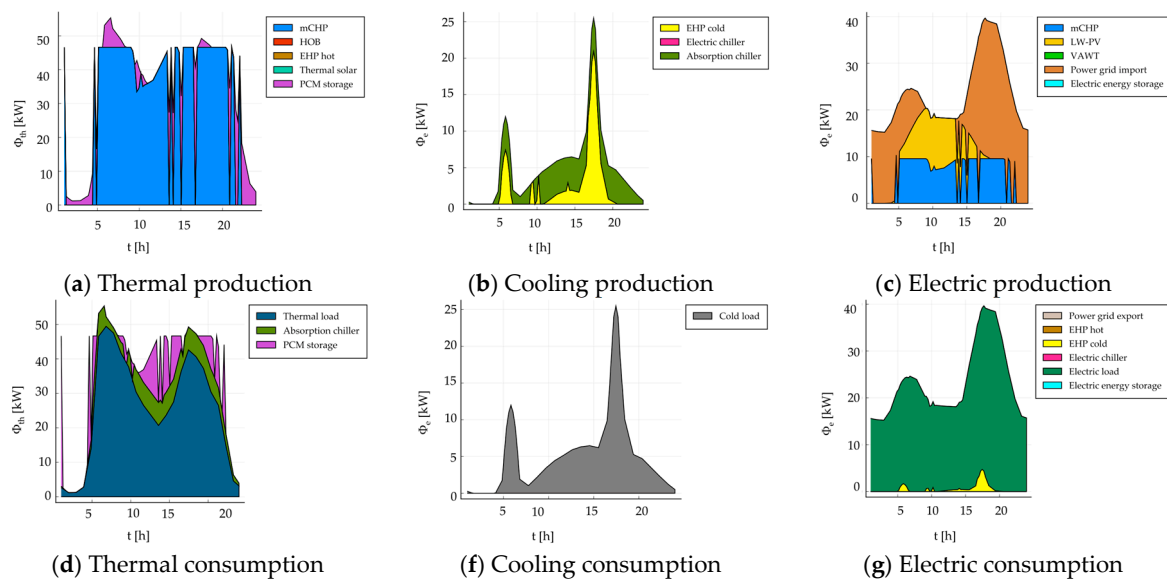 50
40
30
20
10
0
Φth [kW]
5
10
15
20
t [h]
mCHP
HOB
EHP hot
Thermal solar
PCM storage
(a) Thermal production
25
20
15
10
5
0
Φe [kW]
5
10
15
20
t [h]
EHP cold
Electric chiller
Absorption chiller
(b) Cooling production
40
30
20
10
0
Φe [kW]
5
10
15
20
t [h]
mCHP
LW-PV
VAWT
Power grid import
Electric energy storage
(c) Electric production
50
40
30
20
10
0
Φth [kW]
5
10
15
20
t [h]
Thermal load
Absorption chiller
PCM storage
(d) Thermal consumption
25
20
15
10
5
0
Φe [kW]
5
10
15
20
t [h]
Cold load
(f) Cooling consumption
40
30
20
10
0
Φe [kW]
5
10
15
20
t [h]
Power grid export
EHP hot
EHP cold
Electric chiller
Electric load
Electric energy storage
(g) Electric consumption